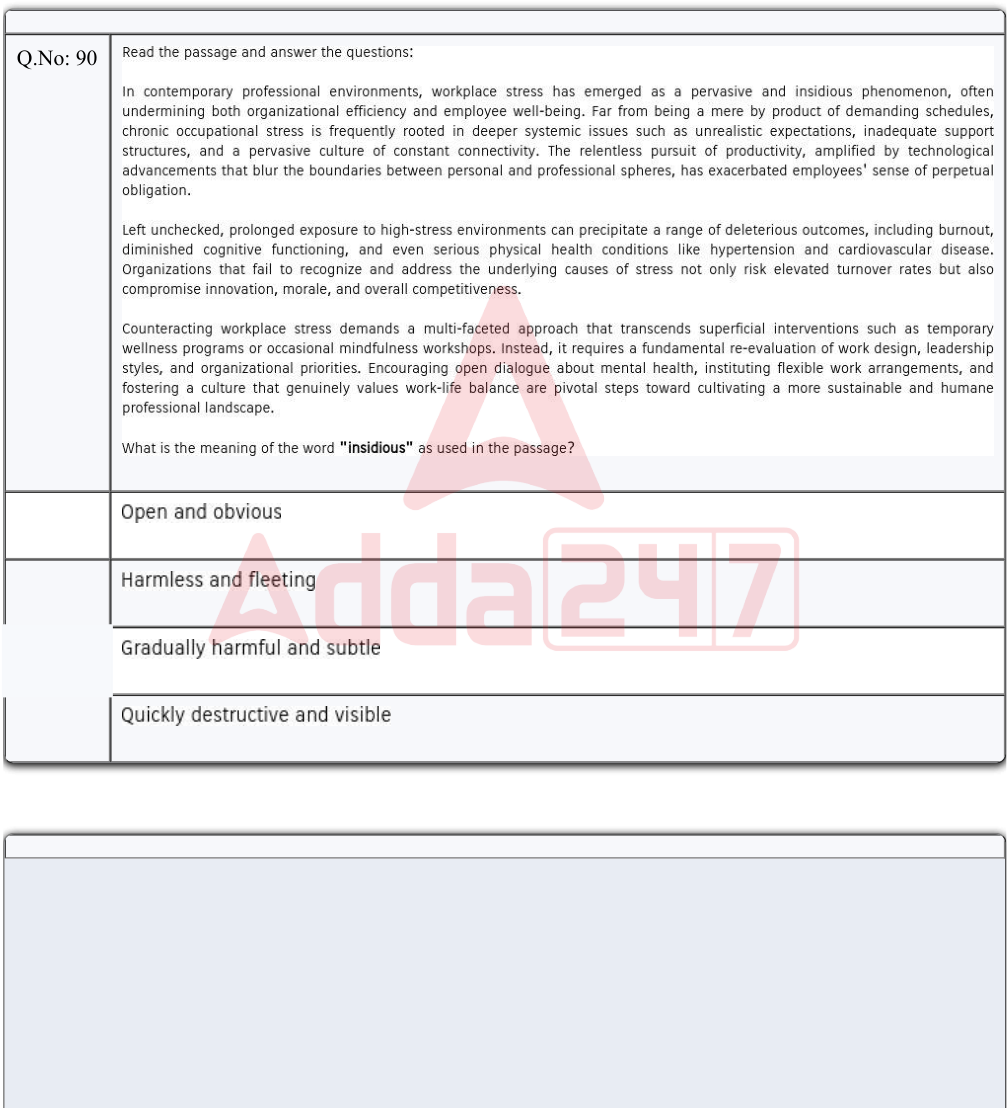 Q.No: 90
Read the passage and answer the questions:
In contemporary professional environments, workplace stress has emerged as a pervasive and insidious phenomenon, often
undermining both organizational efficiency and employee well-being. Far from being a mere by product of demanding schedules,
chronic occupational stress is frequently rooted in deeper systemic issues such as unrealistic expectations, inadequate support
structures, and a pervasive culture of constant connectivity. The relentless pursuit of productivity, amplified by technological
advancements that blur the boundaries between personal and professional spheres, has exacerbated employees' sense of perpetual
obligation.
Left unchecked, prolonged exposure to high-stress environments can precipitate a range of deleterious outcomes, including burnout,
diminished cognitive functioning, and even serious physical health conditions like hypertension and cardiovascular disease.
Organizations that fail to recognize and address the underlying causes of stress not only risk elevated turnover rates but also
compromise innovation, morale, and overall competitiveness.
Counteracting workplace stress demands a multi-faceted approach that transcends superficial interventions such as temporary
wellness programs or occasional mindfulness workshops. Instead, it requires a fundamental re-evaluation of work design, leadership
styles, and organizational priorities. Encouraging open dialogue about mental health, instituting flexible work arrangements, and
fostering a culture that genuinely values work-life balance are pivotal steps toward cultivating a more sustainable and humane
professional landscape.
What is the meaning of the word "insidious" as used in the passage?
Open and obvious
Harmless and fleeting
Gradually harmful and subtle
Quickly destructive and visible
Adda247